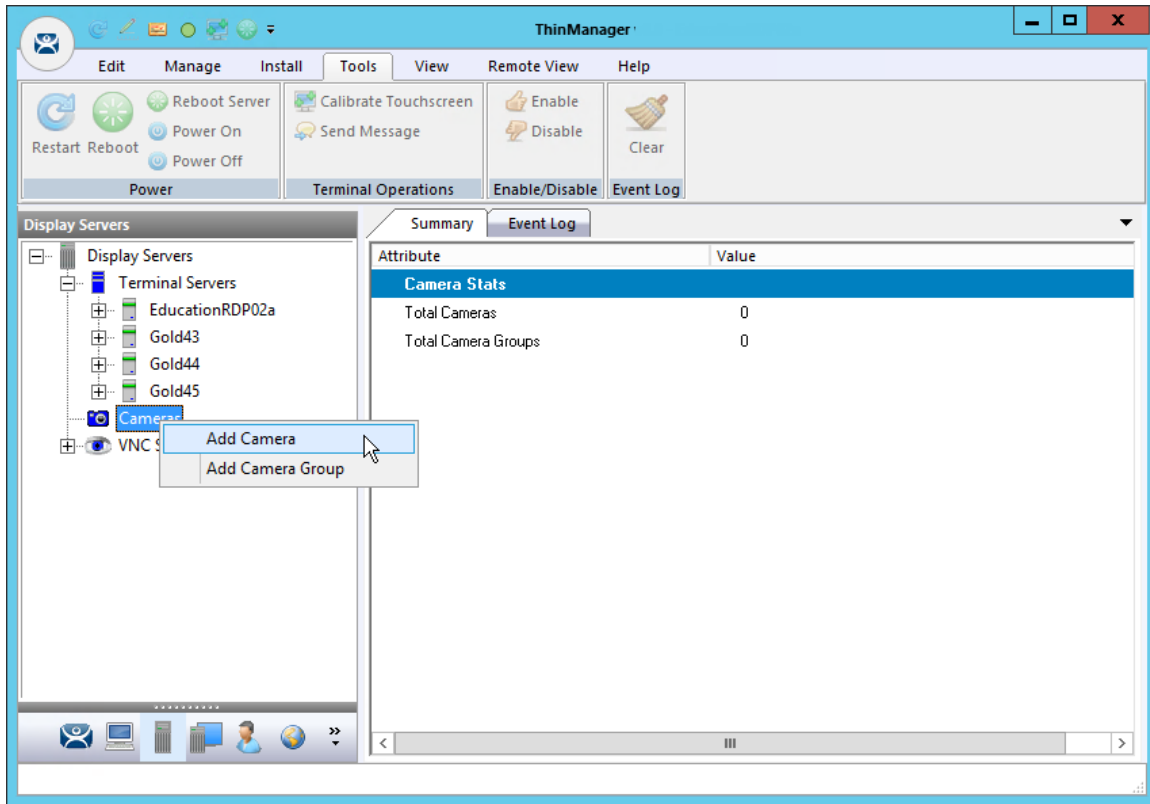 ThinManager
Edit Manage Install Tools View Remote View Help
Restart Reboot
Reboot Server
Power On
Power Off
Power
Calibrate Touchscreen
Send Message
Terminal Operations
Enable
Disable
Enable/Disable
Clear
Event Log
Display Servers
Display Servers
Terminal Servers
EducationRDP02a
Gold43
Gold44
Gold45
Cameras
VNC S
Add Camera
Add Camera Group
Summary Event Log
Attribute Value
Camera Stats
Total Cameras 0
Total Camera Groups 0